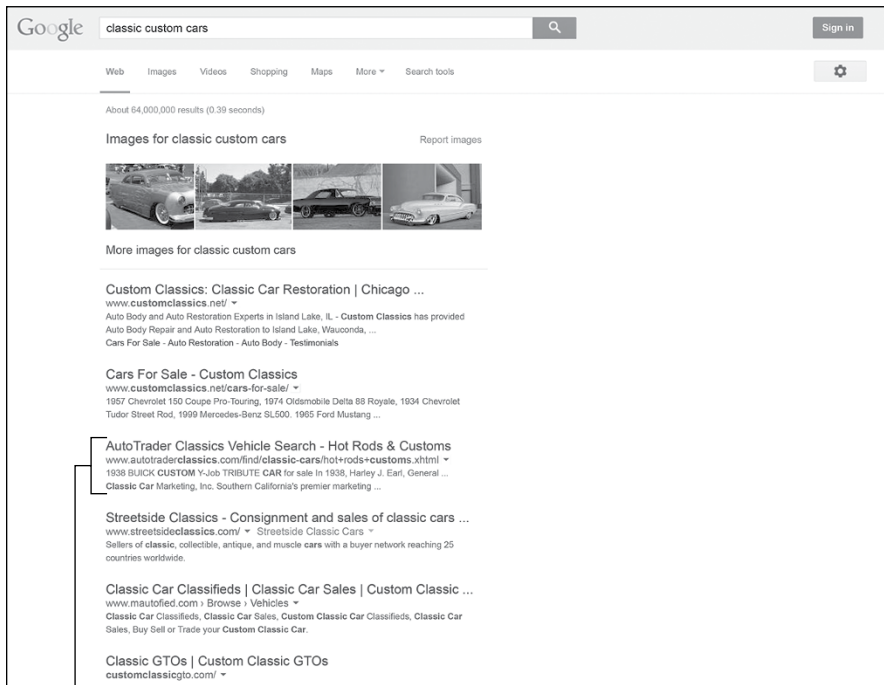 Google classic custom cars Sign in
Web Images Videos Shopping Maps More Search tools
About 64,000,000 results (0.39 seconds)
Images for classic custom cars Report images
More images for classic custom cars
Custom Classics: Classic Car Restoration | Chicago ...
www.customclassics.net/
Auto Body and Auto Restoration Experts in Island Lake, IL - Custom Classics has provided
Auto Body Repair and Auto Restoration to Island Lake, Wauconda, ...
Cars For Sale - Auto Restoration - Auto Body - Testimonials
Cars For Sale - Custom Classics
www.customclassics.net/cars-for-sale/
1957 Chevrolet 150 Coupe Pro-Touring, 1974 Oldsmobile Delta 88 Royale, 1934 Chevrolet
Tudor Street Rod, 1999 Mercedes-Benz SL500. 1965 Ford Mustang ...
AutoTrader Classics Vehicle Search - Hot Rods & Customs
www.autotraderclassics.com/find/classic-cars/hot+rods+customs.xhtml
1938 BUICK CUSTOM Y-Job TRIBUTE CAR for sale In 1938, Harley J. Earl, General ...
Classic Car Marketing, Inc. Southern California's premier marketing ...
Streetside Classics - Consignment and sales of classic cars ...
www.streetsideclassics.com/ Streetside Classic Cars
Sellers of classic, collectible, antique, and muscle cars with a buyer network reaching 25
countries worldwide.
Classic Car Classifieds | Classic Car Sales | Custom Classic ...
www.mautofied.com › Browse › Vehicles
Classic Car Classifieds, Classic Car Sales, Custom Classic Car Classifieds, Classic Car
Sales, Buy Sell or Trade your Custom Classic Car.
Classic GTOs | Custom Classic GTOs
customclassicgto.com/